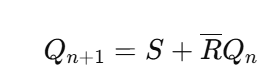 Q_{n+1} = S + \overline{R}Q_n